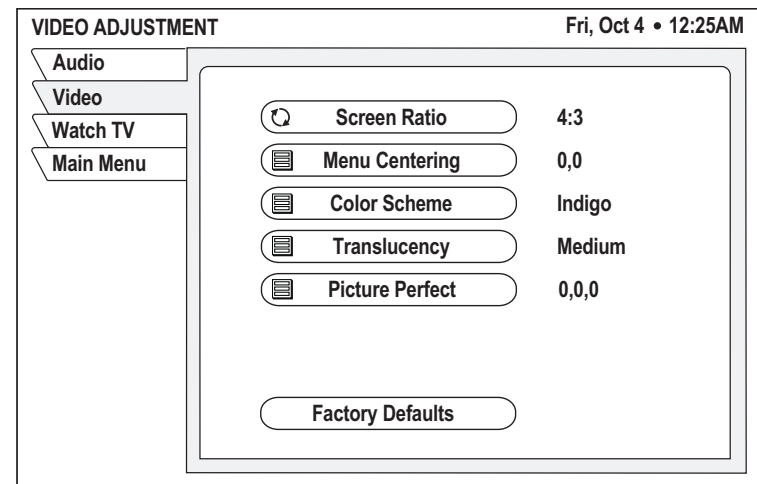 VIDEO ADJUSTMENT Fri, Oct 4 • 12:25AM
Audio
Video
Watch TV
Main Menu
Screen Ratio 4:3
Menu Centering 0,0
Color Scheme Indigo
Translucency Medium
Picture Perfect 0,0,0
Factory Defaults